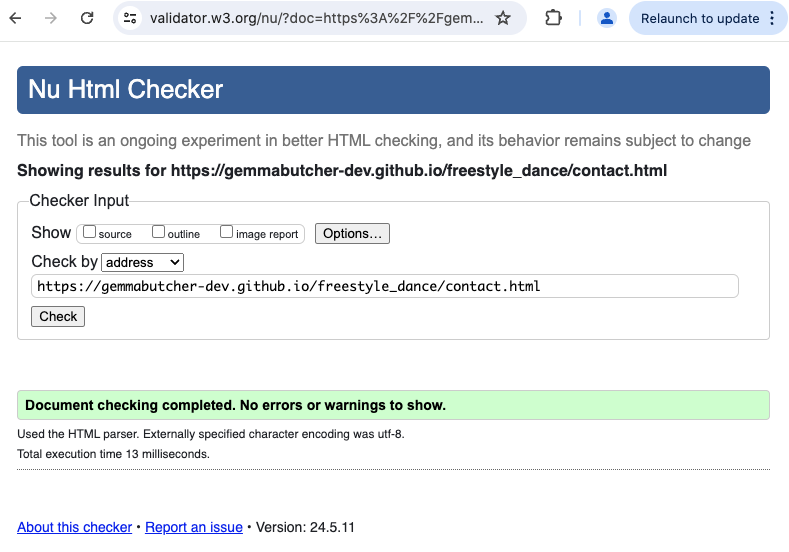 validator.w3.org/nu/?doc=https%3A%2F%2Fgem...
Relaunch to update
Nu Html Checker
This tool is an ongoing experiment in better HTML checking, and its behavior remains subject to change
Showing results for https://gemmabutcher-dev.github.io/freestyle_dance/contact.html
Checker Input
Show source outline image report Options...
Check by address
https://gemmabutcher-dev.github.io/freestyle_dance/contact.html
Check
Document checking completed. No errors or warnings to show.
Used the HTML parser. Externally specified character encoding was utf-8.
Total execution time 13 milliseconds.
About this checker • Report an issue • Version: 24.5.11